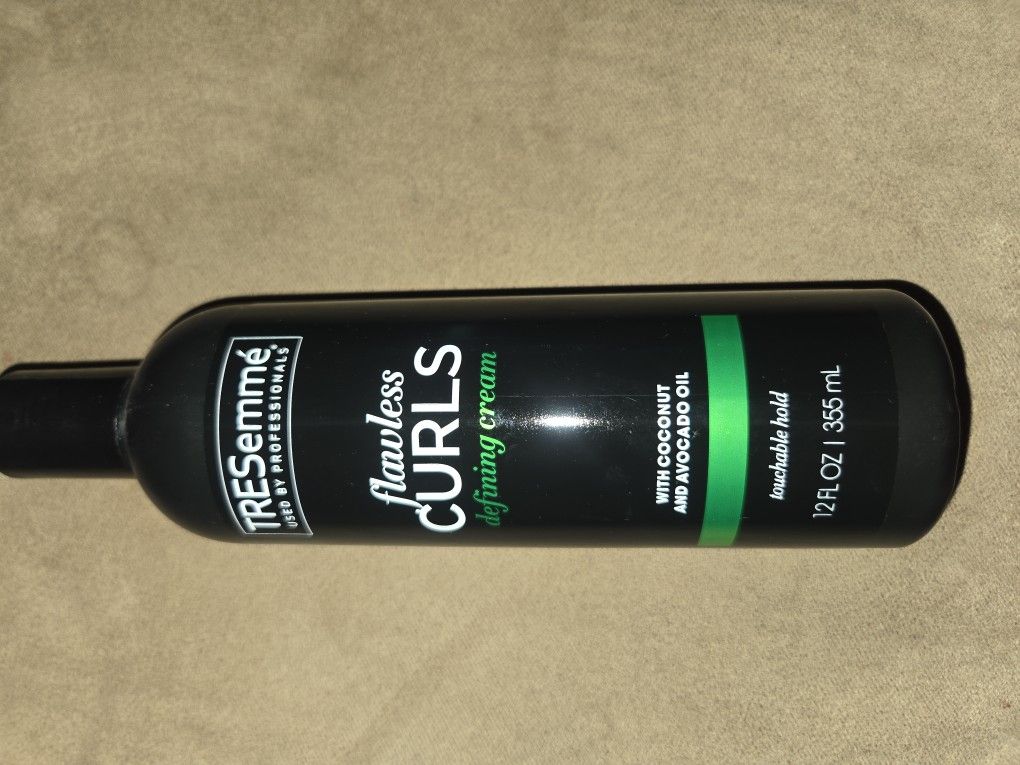 TRESemmé®
USED BY PROFESSIONALS
flawless
CURLS
defining cream
WITH COCONUT
AND AVOCADO OIL
touchable hold
12 FL OZ | 355 mL